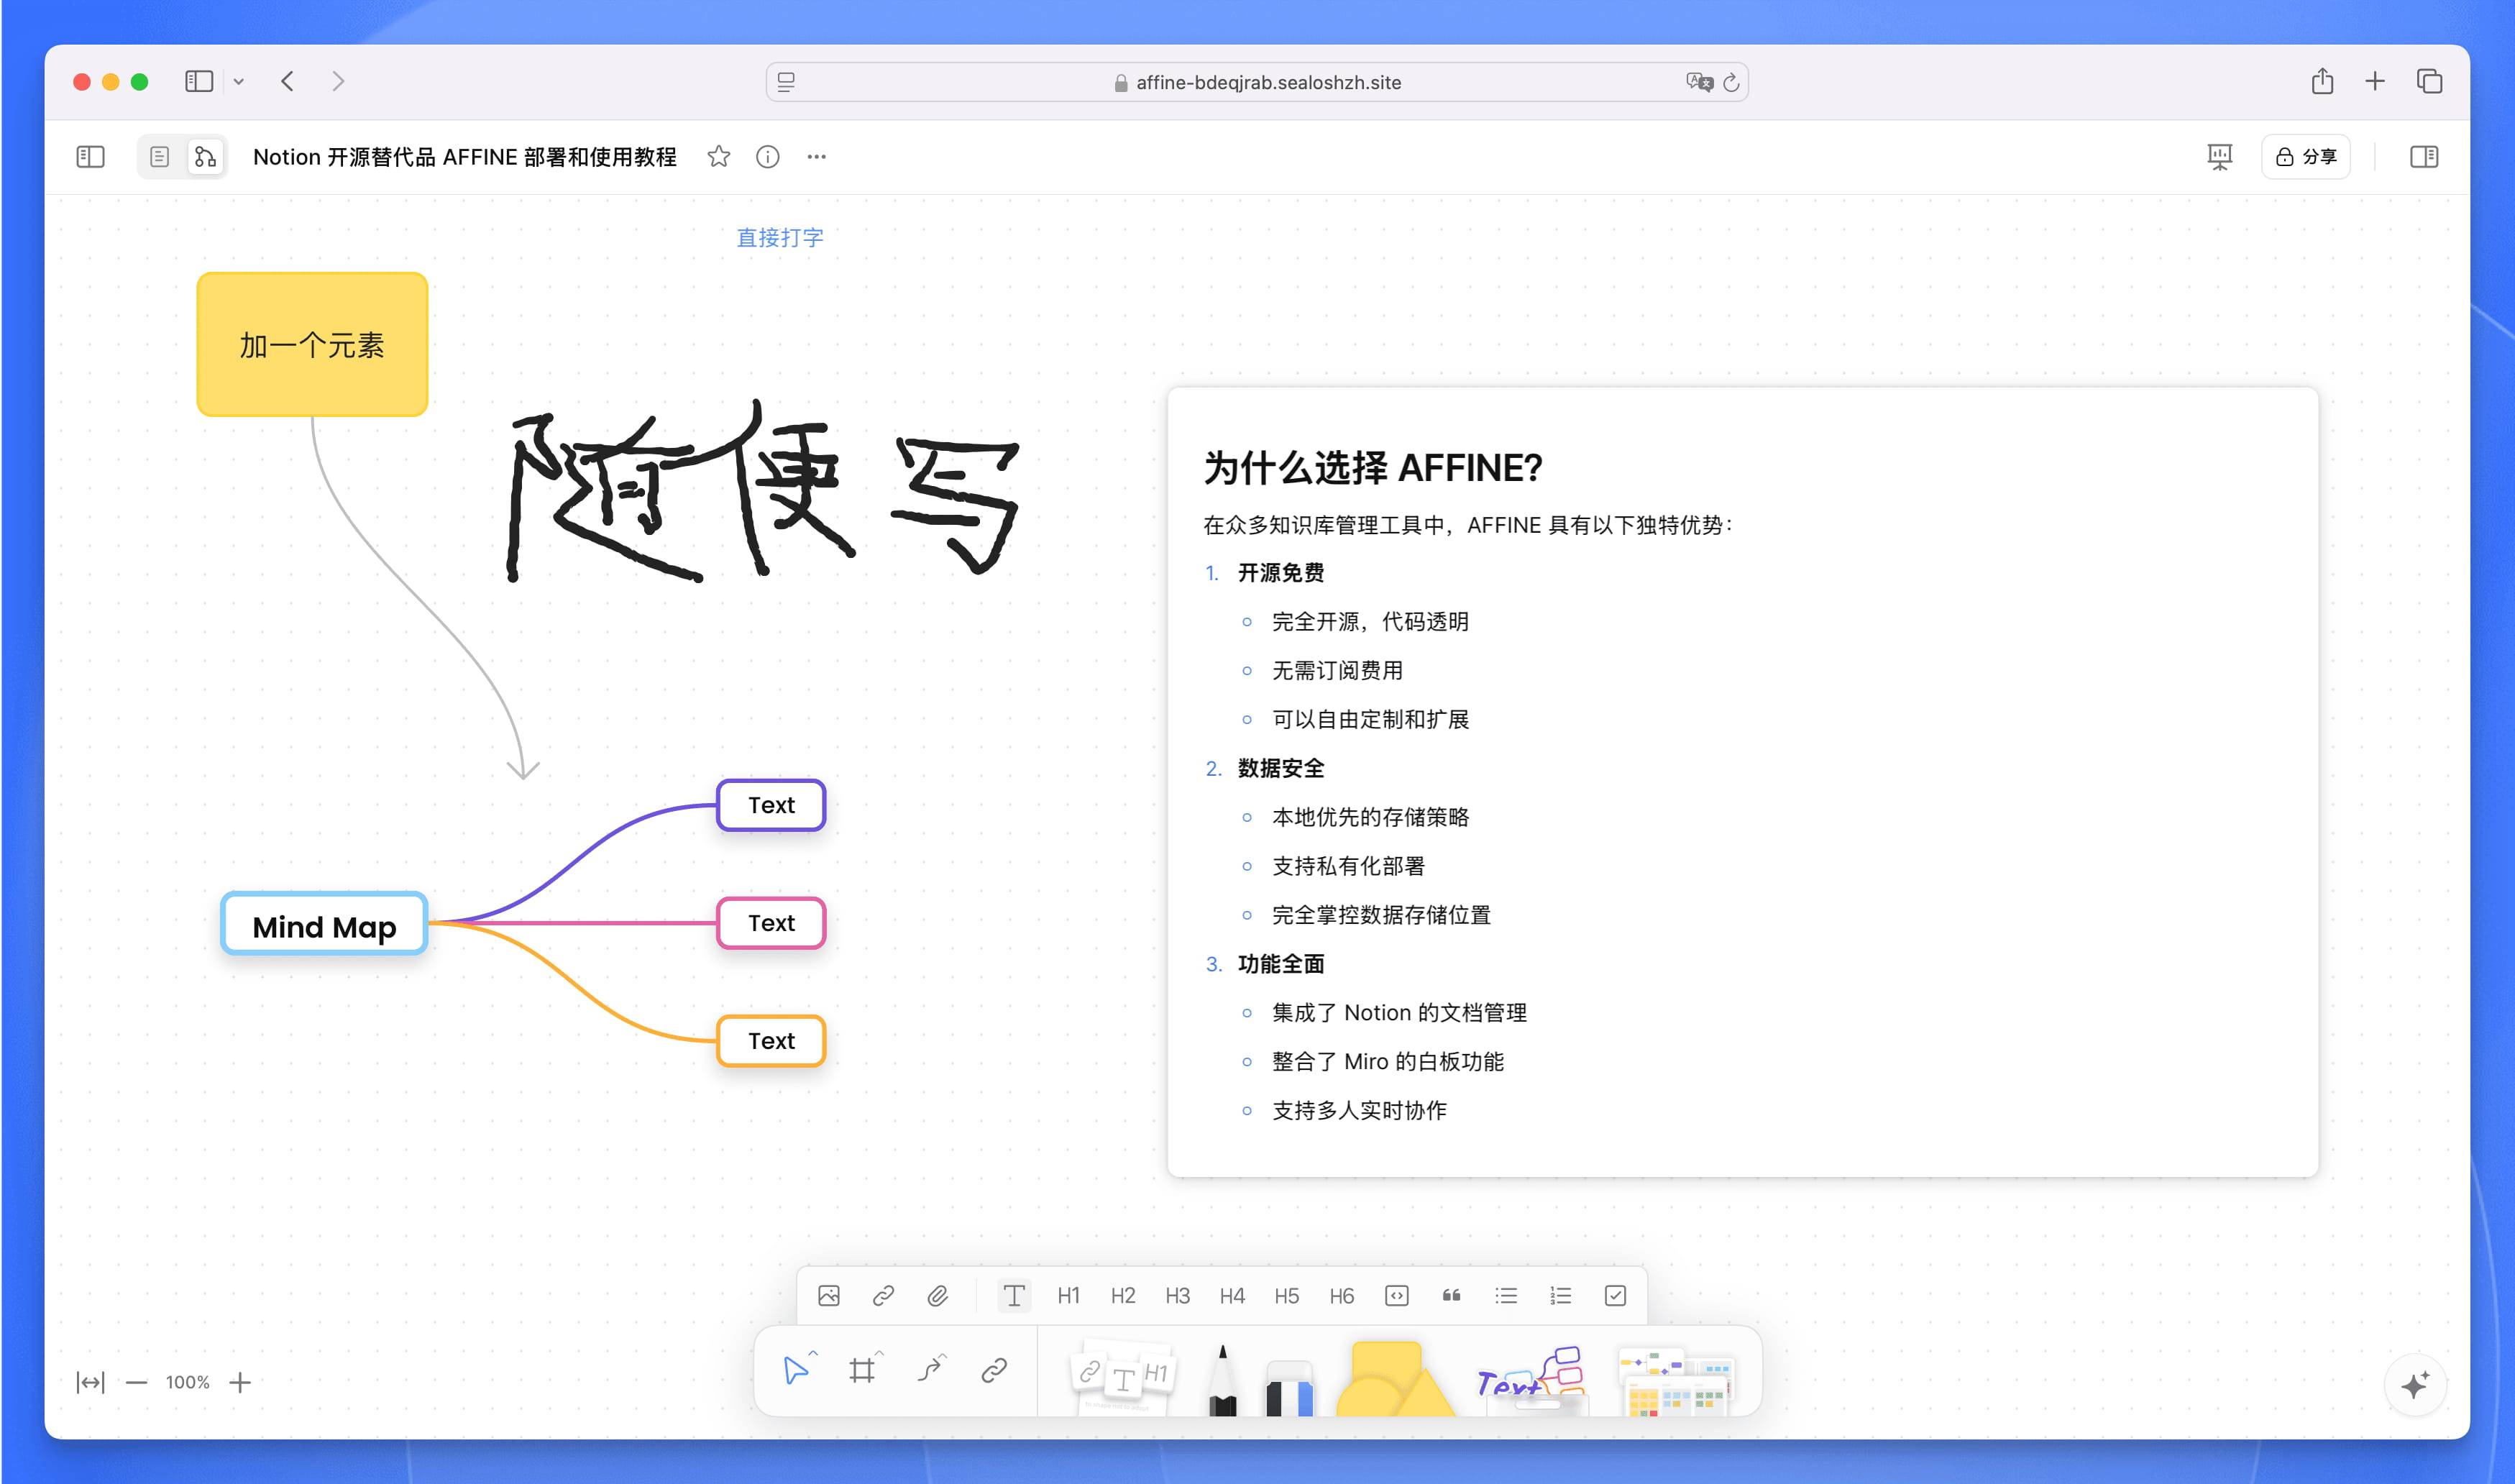 affine-bdeqjrab.sealoshzh.site
Notion 开源替代品 AFFINE 部署和使用教程
分享
直接打字
加一个元素
随便写
Mind Map
Text
Text
Text
为什么选择 AFFINE?
在众多知识库管理工具中，AFFINE 具有以下独特优势：
1. 开源免费
完全开源，代码透明
无需订阅费用
可以自由定制和扩展
2. 数据安全
本地优先的存储策略
支持私有化部署
完全掌控数据存储位置
3. 功能全面
集成了 Notion 的文档管理
整合了 Miro 的白板功能
支持多人实时协作
T H1 H2 H3 H4 H5 H6
T H1
Text
100%